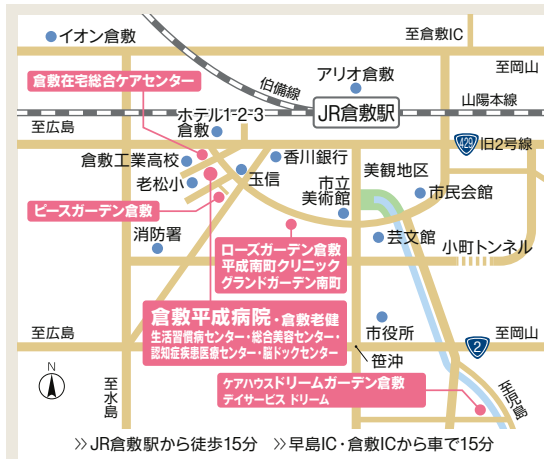 イオン倉敷
至倉敷IC
倉敷在宅総合ケアセンター
伯備線
アリオ倉敷
至岡山
JR倉敷駅
山陽本線
至広島
ホテル1-2-3
倉敷
429
旧2号線
倉敷工業高校
香川銀行
美観地区
老松小
玉信
市立
美術館
市民会館
ピースガーデン倉敷
消防署
ローズガーデン倉敷
平成南町クリニック
グランドガーデン南町
芸文館
小町トンネル
倉敷平成病院・倉敷老健
生活習慣病センター・総合美容センター・
認知症疾患医療センター・脳ドックセンター
至広島
市役所
2
至岡山
笹沖
N
至水島
ケアハウスドリームガーデン倉敷
デイサービス ドリーム
至児島
≫JR倉敷駅から徒歩15分 ≫早島IC・倉敷ICから車で15分